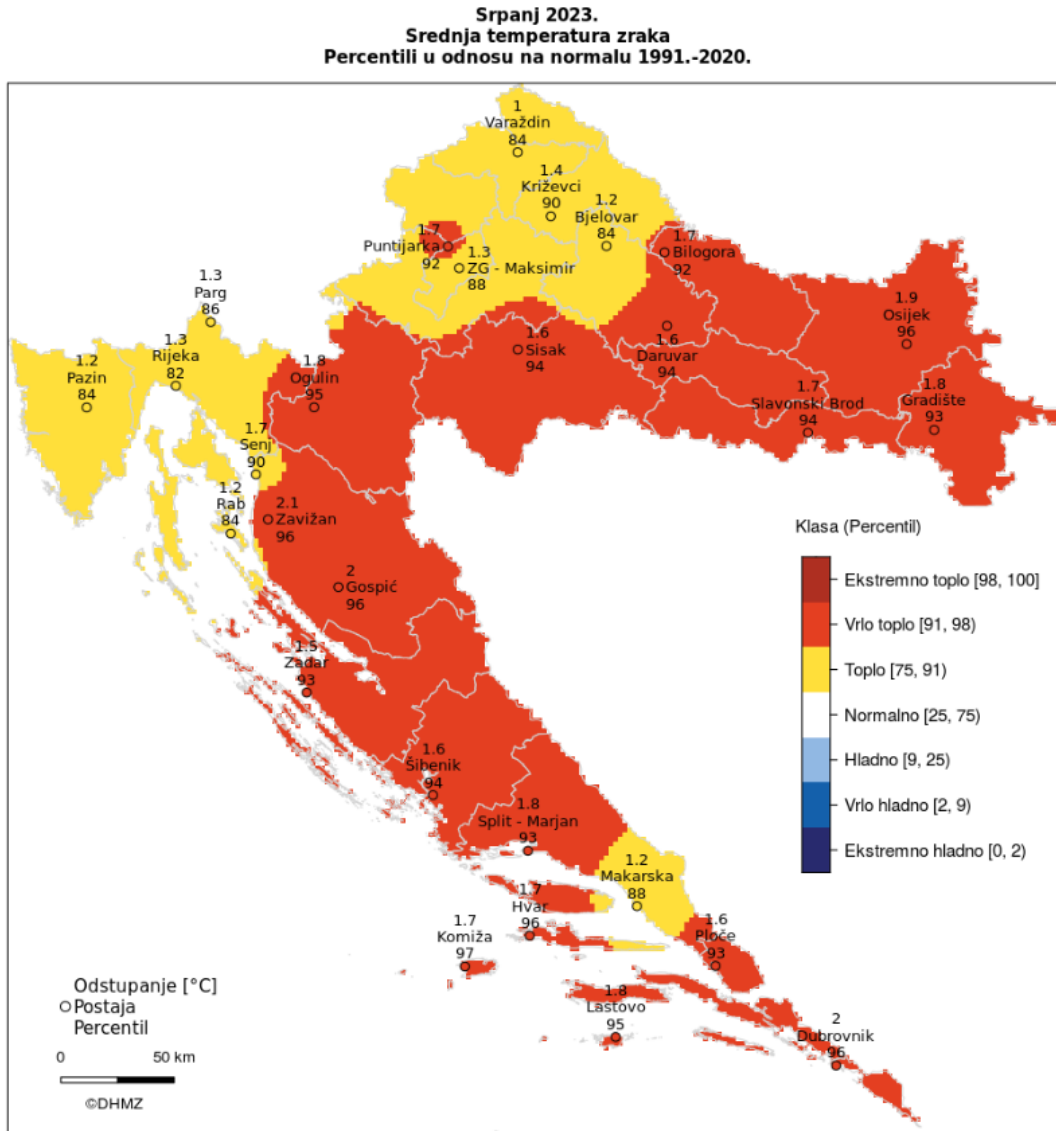 Srpanj 2023.
Srednja temperatura zraka
Percentili u odnosu na normalu 1991.-2020.
1
Varaždin
84
1.4
Križevci
90
1.2
Bjelovar
84
1.7
Puntijarka
92
1.3
ZG - Maksimir
88
1.7
Bilogora
92
1.3
Parg
86
1.9
Osijek
96
1.3
Rijeka
82
1.2
Pazin
84
1.8
Ogulin
95
1.6
Sisak
94
1.6
Daruvar
94
1.7
Slavonski Brod
94
1.8
Gradište
93
1.7
Senj
90
1.2
Rab
84
2.1
Zavižan
96
2
Gospić
96
1.5
Zadar
93
1.6
Šibenik
94
1.8
Split - Marjan
93
1.2
Makarska
88
1.7
Hvar
96
1.7
Komiža
97
1.6
Ploče
93
1.8
Lastovo
95
2
Dubrovnik
96
Klasa (Percentil)
Ekstremno toplo [98, 100]
Vrlo toplo [91, 98)
Toplo [75, 91)
Normalno [25, 75)
Hladno [9, 25)
Vrlo hladno [2, 9)
Ekstremno hladno [0, 2)
Odstupanje [°C]
Postaja
Percentil
0 50 km
©DHMZ